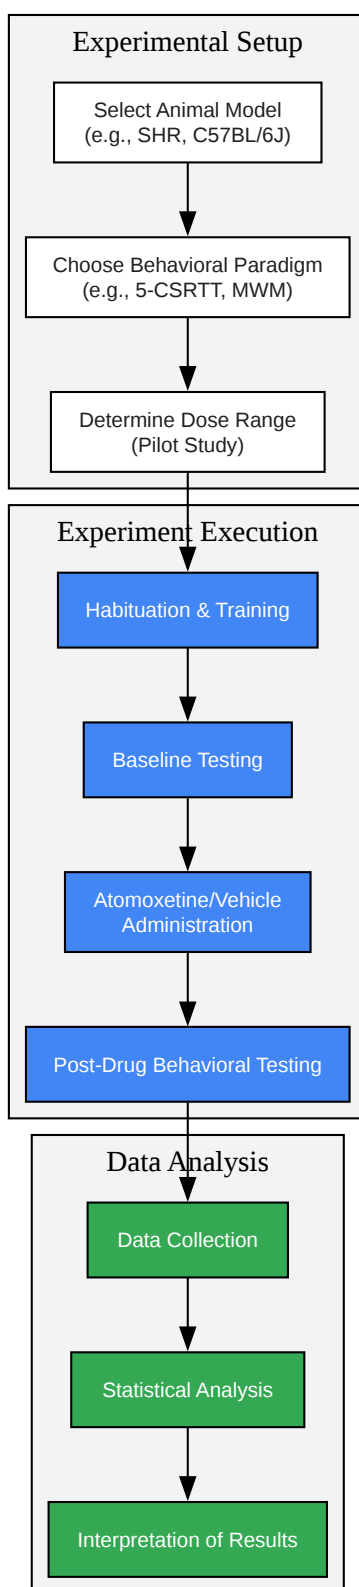 Experimental Setup
Select Animal Model
(e.g., SHR, C57BL/6J)
Choose Behavioral Paradigm
(e.g., 5-CSRTT, MWM)
Determine Dose Range
(Pilot Study)
Experiment Execution
Habituation & Training
Baseline Testing
Atomoxetine/Vehicle
Administration
Post-Drug Behavioral Testing
Data Analysis
Data Collection
Statistical Analysis
Interpretation of Results